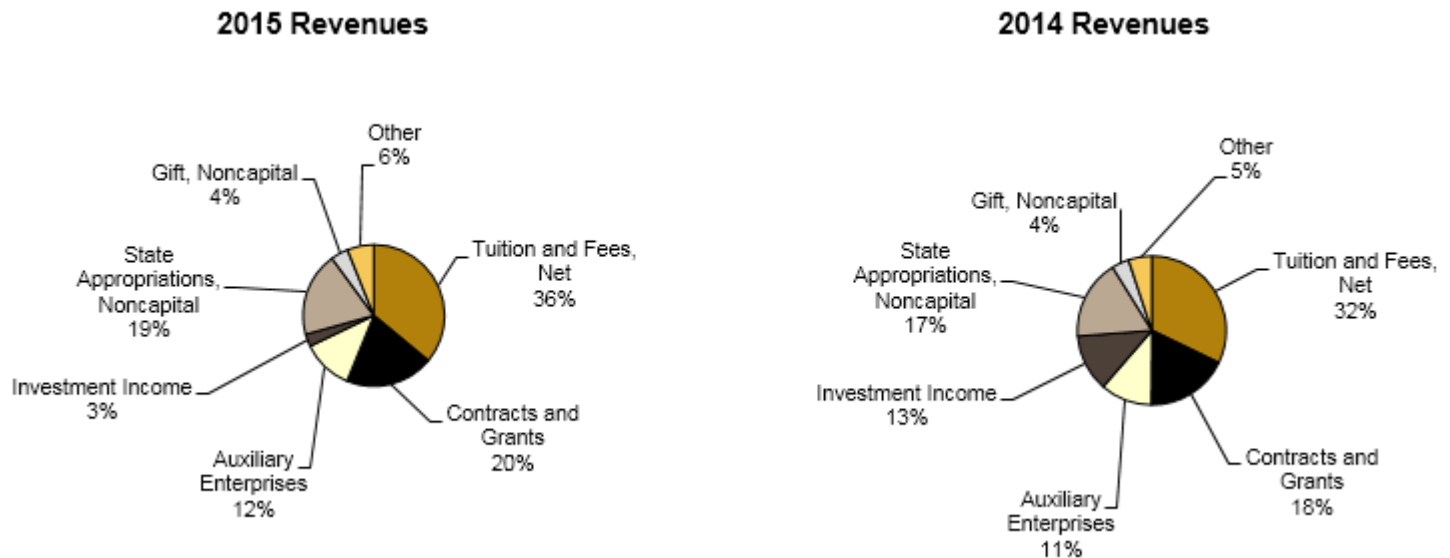 2015 Revenues
Other
6%
Gift, Noncapital
4%
State
Appropriations,
Noncapital
19%
Investment Income
3%
Auxiliary
Enterprises
12%
Contracts and
Grants
20%
Tuition and Fees,
Net
36%
2014 Revenues
Other
5%
Gift, Noncapital
4%
State
Appropriations,
Noncapital
17%
Investment Income
13%
Auxiliary
Enterprises
11%
Contracts and
Grants
18%
Tuition and Fees,
Net
32%